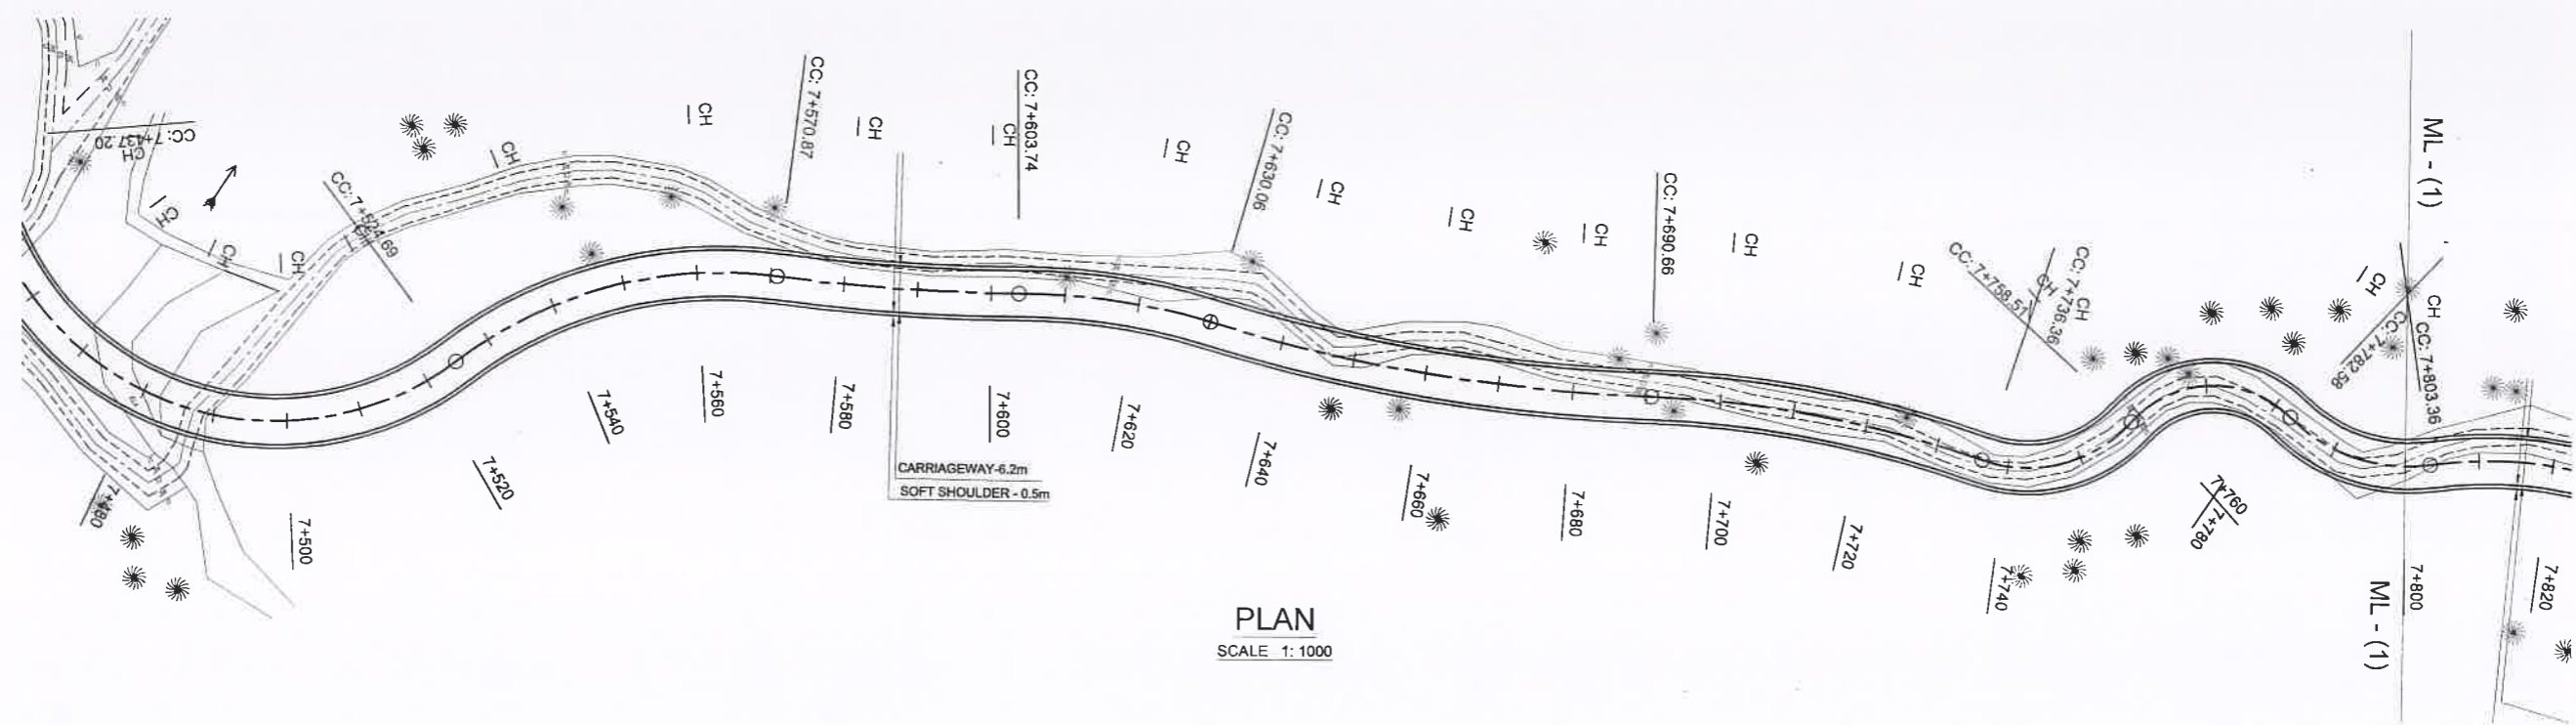 CC: 7+437.20
CH
CH
CH
CH
CC: 7+524.69
CH
CH
CH
CC: 7+570.87
CH
CC: 7+603.74
CH
CH
CC: 7+630.06
CH
CH
CH
CC: 7+690.66
CH
CH
CC: 7+758.51
CH
CH
CC: 7+736.36
CH
CC: 7+782.58
CH
CC: 7+803.36
ML - (1)
7+480
7+500
7+520
7+540
7+560
7+580
CARRIAGEWAY-6.2m
SOFT SHOULDER - 0.5m
7+600
7+620
7+640
7+660
7+680
7+700
7+720
7+740
7+760
7+780
7+800
ML - (1)
7+820
PLAN
SCALE 1: 1000